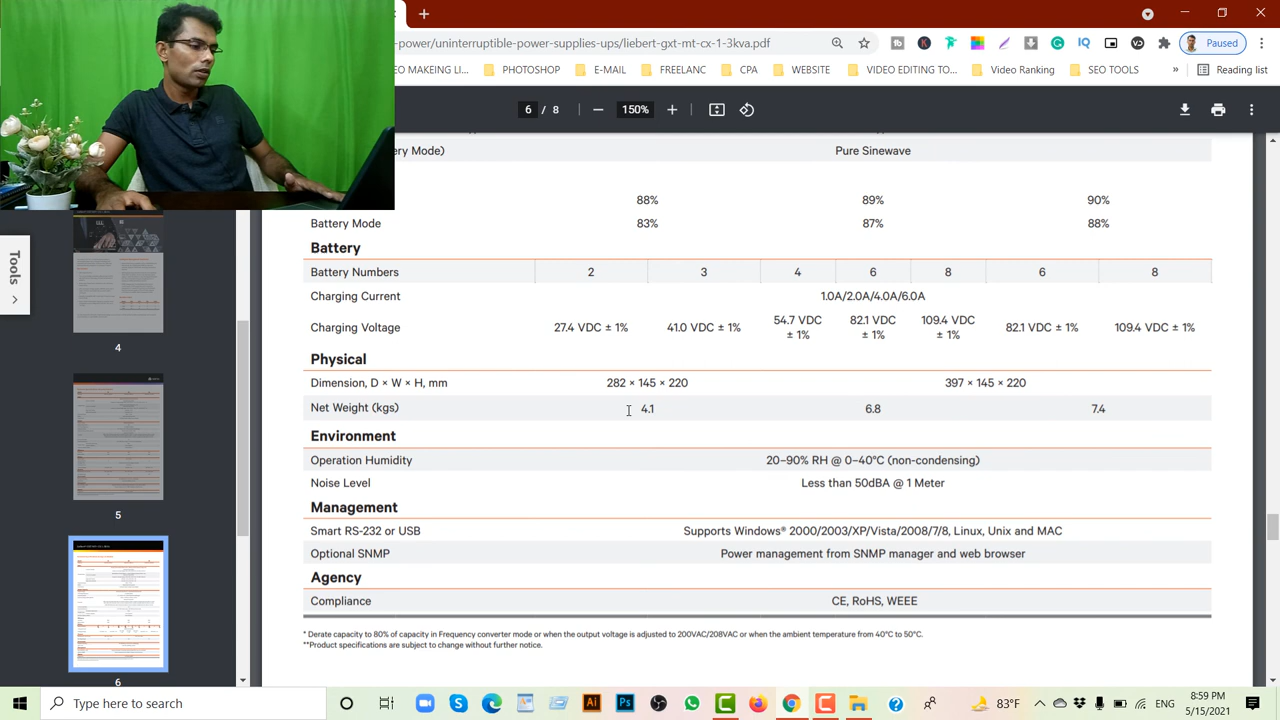 -power/uninterruptible-power-supplies-ups/liebert-gxt-mt-cx-1-3kva.pdf
Paused
EO MAKEING LI...
PHOTOSHOP
E-MAIL
FREELANC
CPA
WEBSITE
VIDEO EDITING TO...
Video Ranking
SEO TOOLS
»
Reading list
6 / 8
150%
Tools
4
5
6
ery Mode) Pure Sinewave
88% 89% 90%
Battery Mode 83% 87% 88%
Battery
Battery Numbers 2 3 4 6 8 6 8
Charging Current 1.0A/2.0A/4.0A/6.0A
Charging Voltage 27.4 VDC ± 1% 41.0 VDC ± 1% 54.7 VDC ± 1% 82.1 VDC ± 1% 109.4 VDC ± 1% 82.1 VDC ± 1% 109.4 VDC ± 1%
Physical
Dimension, D × W × H, mm 282 × 145 × 220 397 × 145 × 220
Net Weight (kgs) 4.1 6.8 7.4
Environment
Operation Humidity 20–90% RH @ 0–40°C (non-condensing)
Noise Level Less than 50dBA @ 1 Meter
Management
Smart RS-232 or USB Supports Windows® 2000/2003/XP/Vista/2008/7/8, Linux, Unix and MAC
Optional SNMP Power management from SNMP manager and web browser
Agency
Compliance CE, RoHS, WEEE
* Derate capacity to 80% of capacity in Frequency converter mode or when the output voltage is adjusted to 200VAC/208VAC or when the ambient temperature from 40°C to 50°C.
**Product specifications are subject to change without further notice
Type here to search
83°F
ENG
8:59 PM
5/15/2021